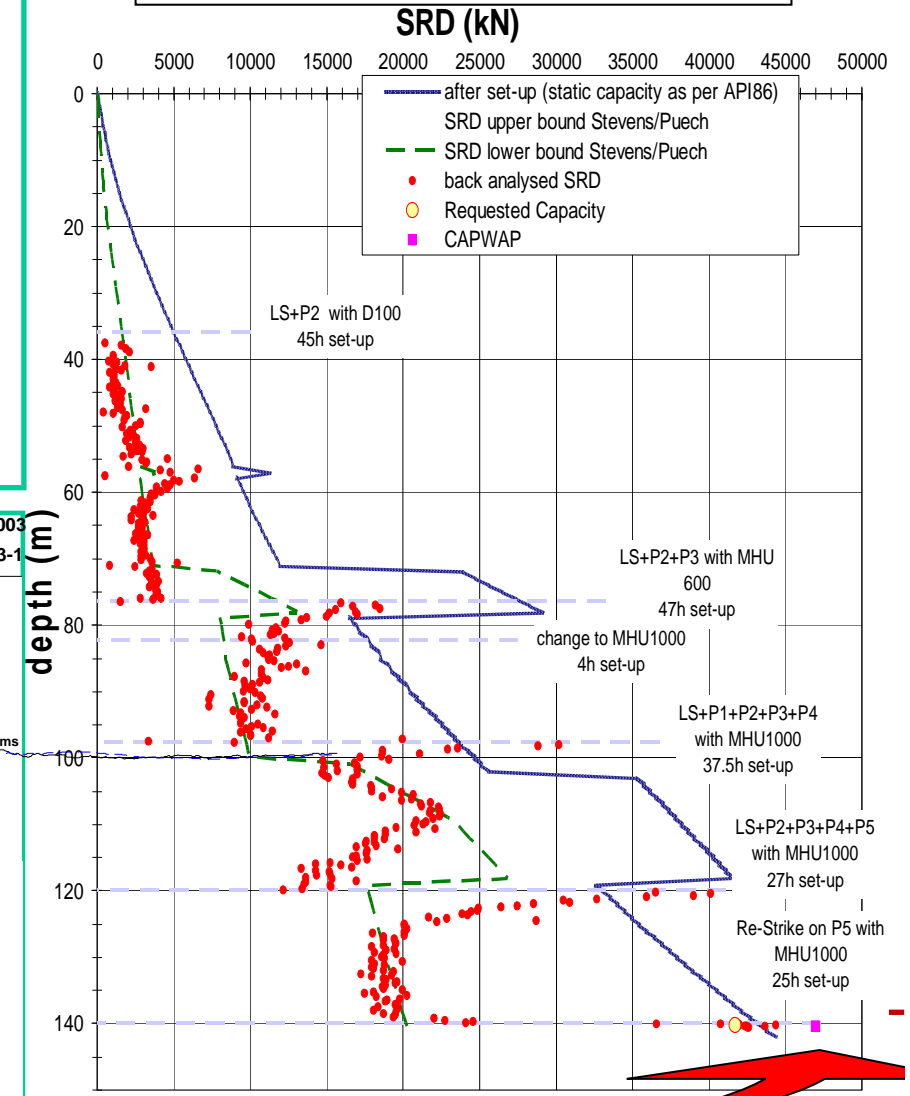 SRD (kN)
0 5000 10000 15000 20000 25000 30000 35000 40000 45000 50000
after set-up (static capacity as per API86)
SRD upper bound Stevens/Puech
SRD lower bound Stevens/Puech
back analysed SRD
Requested Capacity
CAPWAP
0
20
40
60
80
100
120
140
depth (m)
LS+P2 with D100
45h set-up
LS+P2+P3 with MHU
600
47h set-up
change to MHU1000
4h set-up
LS+P1+P2+P3+P4
with MHU1000
37.5h set-up
LS+P2+P3+P4+P5
with MHU1000
27h set-up
Re-Strike on P5 with
MHU1000
25h set-up
003
3-1
ms